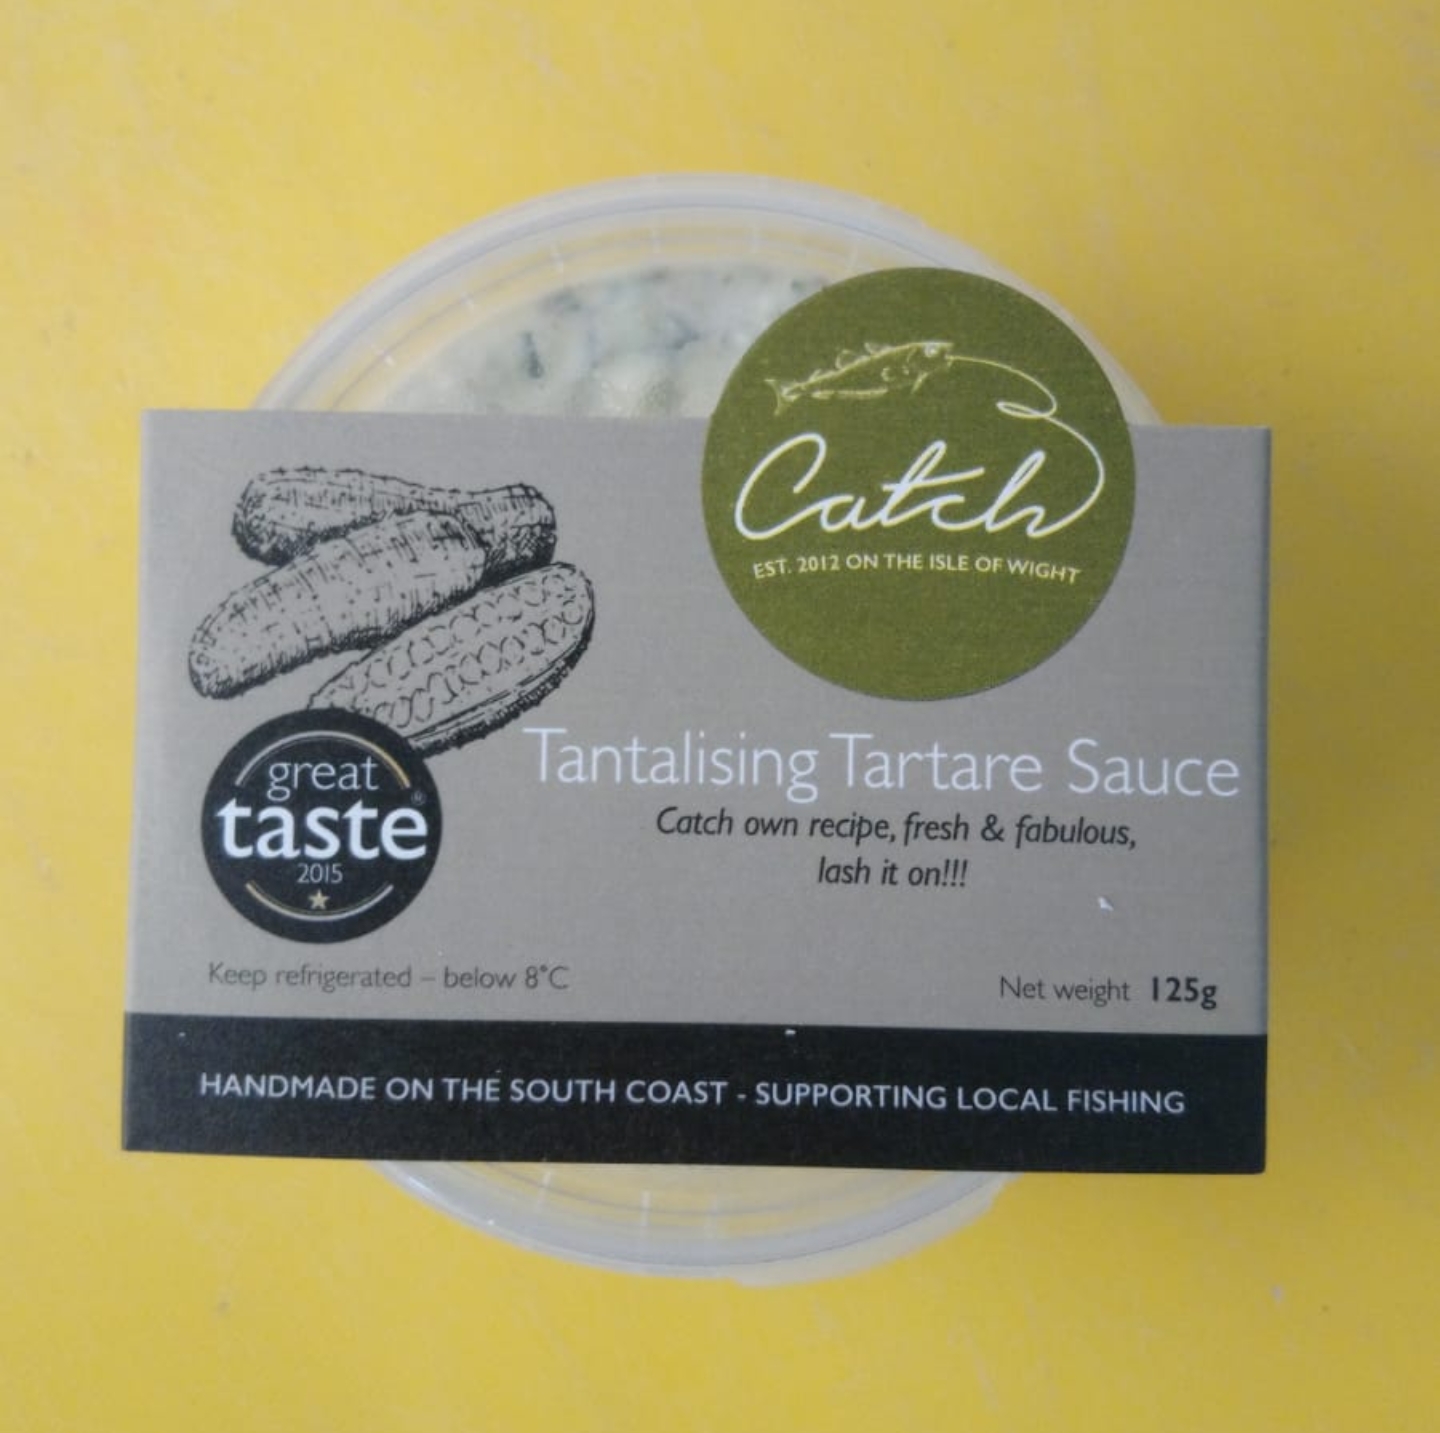 Catch
EST. 2012 ON THE ISLE OF WIGHT
Tantalising Tartare Sauce
Catch own recipe, fresh & fabulous,
lash it on!!!
great
taste®
2015
Keep refrigerated – below 8°C
Net weight 125g
HANDMADE ON THE SOUTH COAST - SUPPORTING LOCAL FISHING